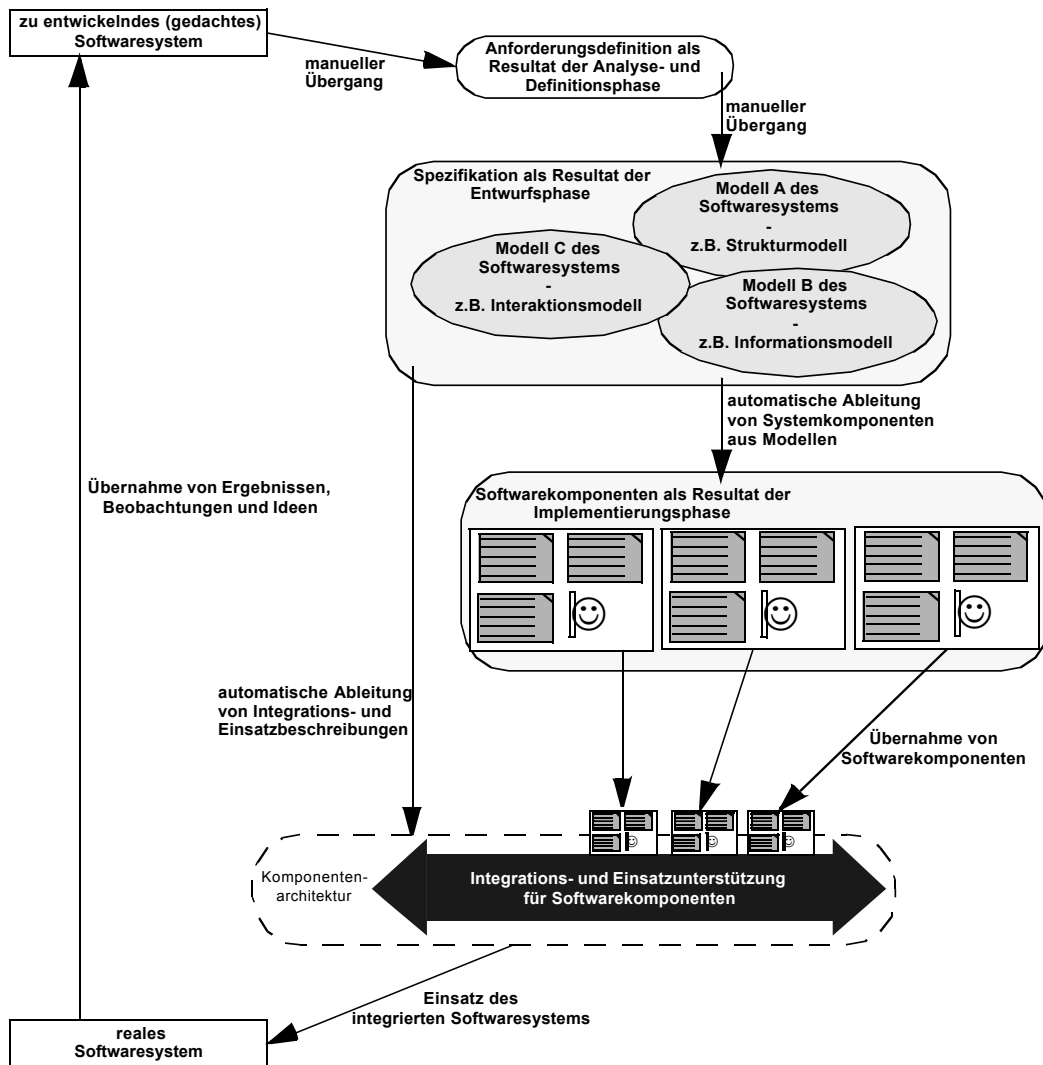 zu entwickelndes (gedachtes)
Softwaresystem
manueller
Übergang
Anforderungsdefinition als
Resultat der Analyse- und
Definitionsphase
manueller
Übergang
Spezifikation als Resultat der
Entwurfsphase
Modell A des
Softwaresystems
-
z.B. Strukturmodell
Modell C des
Softwaresystems
-
z.B. Interaktionsmodell
Modell B des
Softwaresystems
-
z.B. Informationsmodell
automatische Ableitung
von Systemkomponenten
aus Modellen
Übernahme von Ergebnissen,
Beobachtungen und Ideen
Softwarekomponenten als Resultat der
Implementierungsphase
automatische Ableitung
von Integrations- und
Einsatzbeschreibungen
Übernahme von
Softwarekomponenten
Komponenten-
architektur
Integrations- und Einsatzunterstützung
für Softwarekomponenten
Einsatz des
integrierten Softwaresystems
reales
Softwaresystem